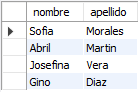 nombre apellido
Sofia Morales
Abril Martin
Josefina Vera
Gino Diaz